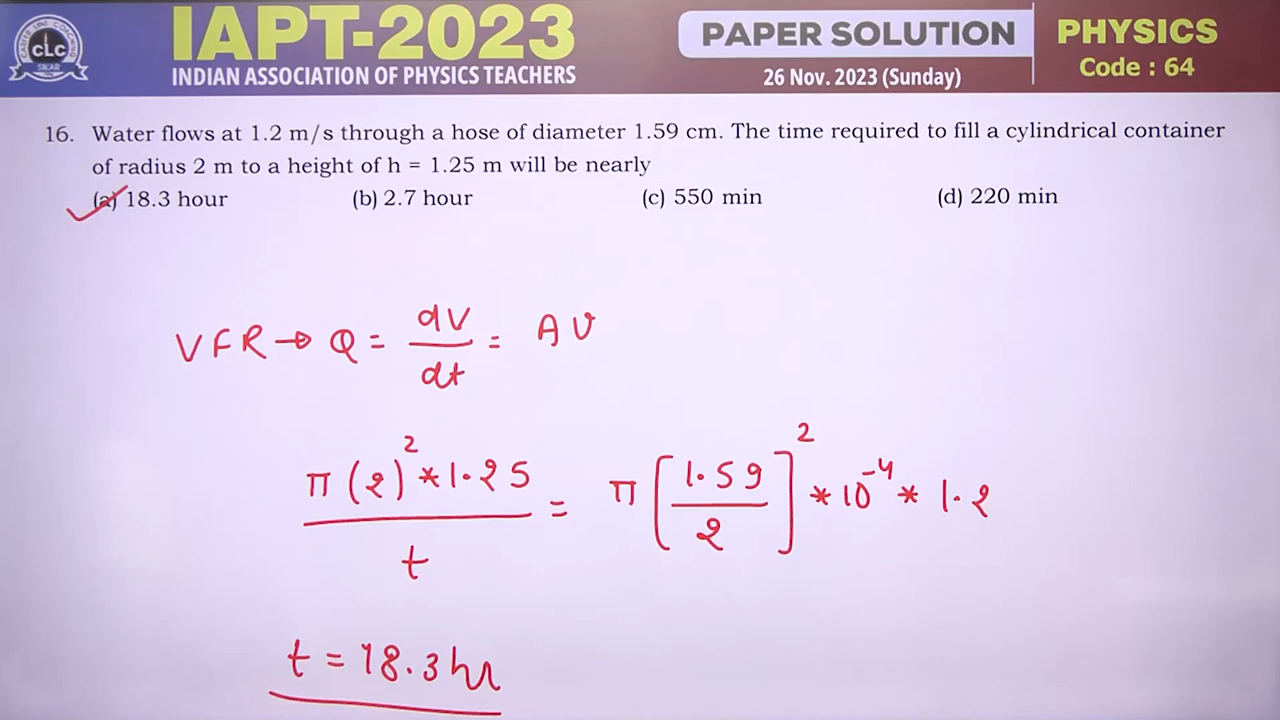 CLC
SIKAR
IAPT-2023
INDIAN ASSOCIATION OF PHYSICS TEACHERS
PAPER SOLUTION
26 Nov. 2023 (Sunday)
PHYSICS
Code : 64
16. Water flows at 1.2 m/s through a hose of diameter 1.59 cm. The time required to fill a cylindrical container
of radius 2 m to a height of h = 1.25 m will be nearly
(a) 18.3 hour (b) 2.7 hour (c) 550 min (d) 220 min
VFR → Q = dV/dt = AV
π(2)² * 1.25 / t = π[1.59/2]² * 10⁻⁴ * 1.2
t = 18.3 hr